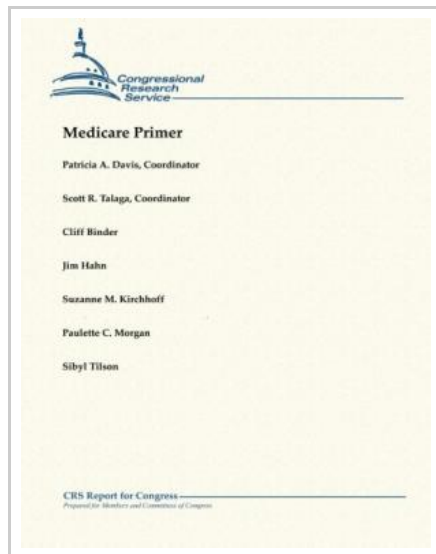 Congressional
Research
Service
Medicare Primer
Patricia A. Davis, Coordinator
Scott R. Talaga, Coordinator
Cliff Binder
Jim Hahn
Suzanne M. Kirchhoff
Paulette C. Morgan
Sibyl Tilson
CRS Report for Congress
Prepared for Members and Committees of Congress